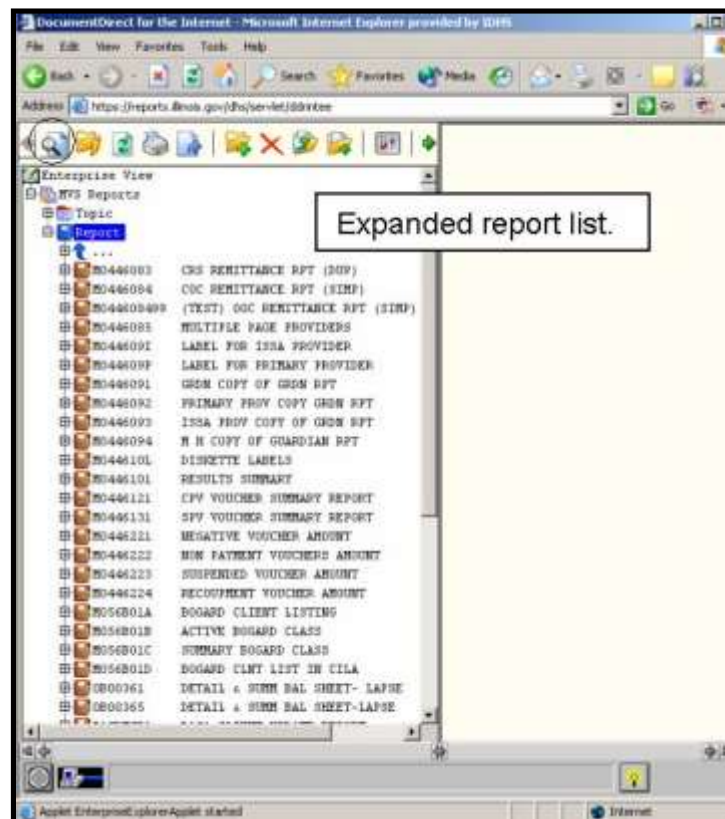 DocumentDirect for the Internet - Microsoft Internet Explorer provided by IDHS
File Edit View Favorites Tools Help
Back Search Favorites Media
Address https://reports.illinois.gov/dhs/servlet/ddrintee Go
Enterprise View
MVS Reports
Topic
Report
...
Expanded report list.
M0446083 CRS REMITTANCE RPT (DUP)
M0446084 COC REMITTANCE RPT (SIMP)
(TEST) OGC REMITTANCE RPT (SIMP)
M0446085 MULTIPLE PAGE PROVIDERS
M044609I LABEL FOR ISSA PROVIDER
M044609P LABEL FOR PRIMARY PROVIDER
M0446091 GRDN COPY OF GRDN RPT
M0446092 PRIMARY PROV COPY GRDN RPT
M0446093 ISSA PROV COPY OF GRDN RPT
M0446094 M H COPY OF GUARDIAN RPT
M044610L DISKETTE LABELS
M0446101 RESULTS SUMMARY
M0446121 CPV VOUCHER SUMMARY REPORT
M0446131 SPV VOUCHER SUMMARY REPORT
M0446221 NEGATIVE VOUCHER AMOUNT
M0446222 NON PAYMENT VOUCHERS AMOUNT
M0446223 SUSPENDED VOUCHER AMOUNT
M0446224 RECOUPMENT VOUCHER AMOUNT
M056B01A BOGARD CLIENT LISTING
M056B01B ACTIVE BOGARD CLASS
M056B01C SUMMARY BOGARD CLASS
M056B01D BOGARD CLNT LIST IN CILA
OB00361 DETAIL & SUMM BAL SHEET- LAPSE
OB00365 DETAIL & SUMM BAL SHEET-LAPSE
Applet EnterpriseExplorerApplet started Internet